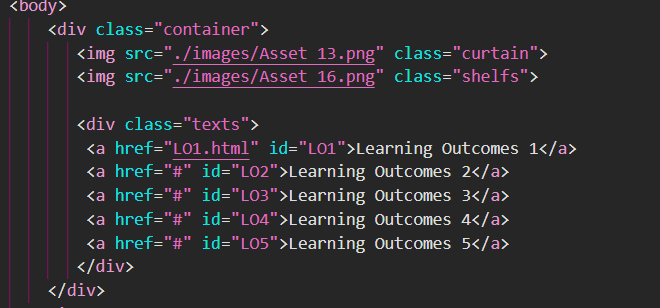 <body>
<div class="container">
<img src="./images/Asset 13.png" class="curtain">
<img src="./images/Asset 16.png" class="shelfs">
<div class="texts">
<a href="LO1.html" id="LO1">Learning Outcomes 1</a>
<a href="#" id="LO2">Learning Outcomes 2</a>
<a href="#" id="LO3">Learning Outcomes 3</a>
<a href="#" id="LO4">Learning Outcomes 4</a>
<a href="#" id="LO5">Learning Outcomes 5</a>
</div>
</div>